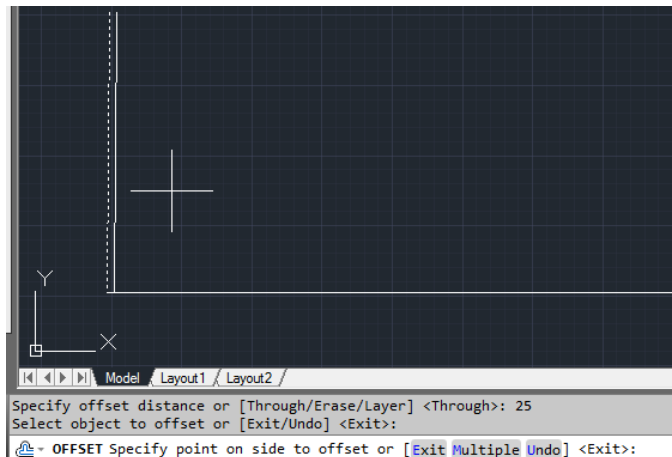 Y
X
Model Layout1 Layout2
Specify offset distance or [Through/Erase/Layer] <Through>: 25
Select object to offset or [Exit/Undo] <Exit>:
OFFSET Specify point on side to offset or [Exit Multiple Undo] <Exit>: